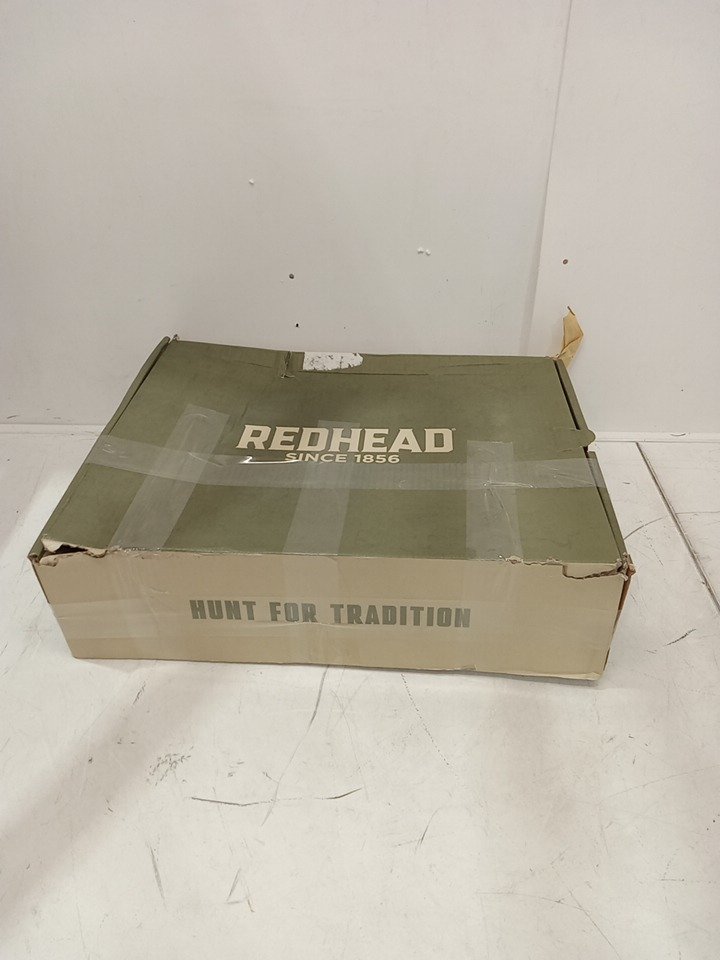 REDHEAD
SINCE 1856
HUNT FOR TRADITION